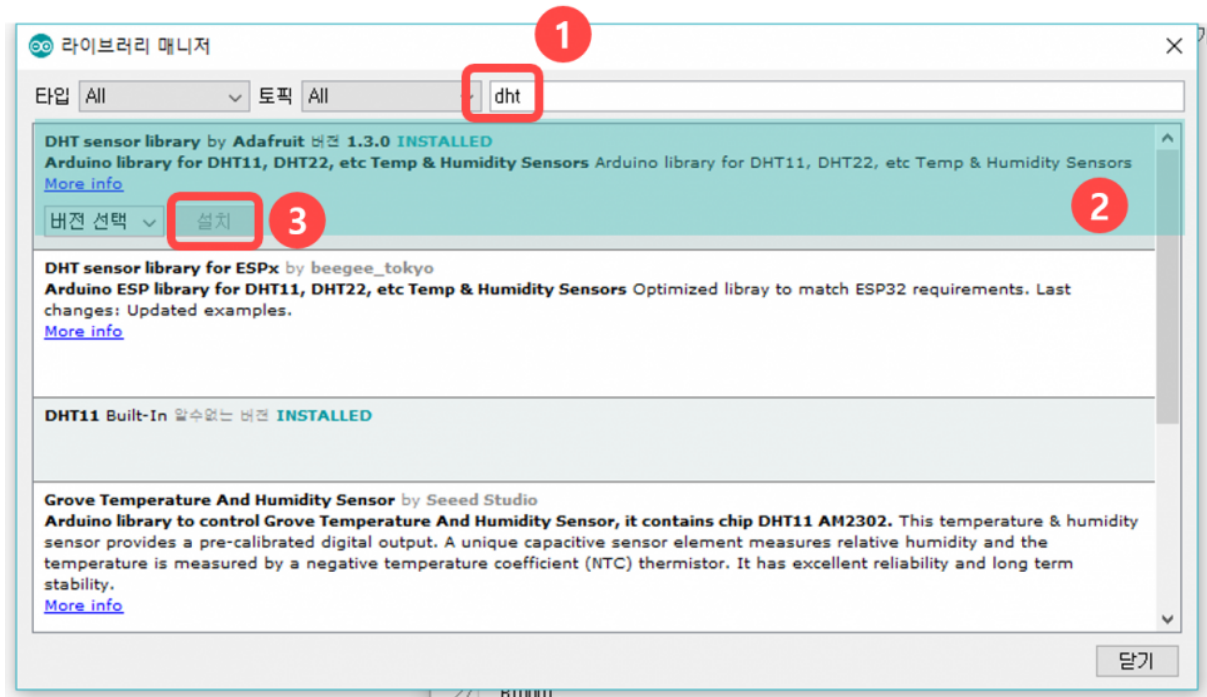 1
라이브러리 매니저
타입 All 토픽 All dht
DHT sensor library by Adafruit 버전 1.3.0 INSTALLED
Arduino library for DHT11, DHT22, etc Temp & Humidity Sensors Arduino library for DHT11, DHT22, etc Temp & Humidity Sensors
More info
2
버전 선택 설치 3
DHT sensor library for ESPx by beegee_tokyo
Arduino ESP library for DHT11, DHT22, etc Temp & Humidity Sensors Optimized libray to match ESP32 requirements. Last
changes: Updated examples.
More info
DHT11 Built-In 알수없는 버전 INSTALLED
Grove Temperature And Humidity Sensor by Seeed Studio
Arduino library to control Grove Temperature And Humidity Sensor, it contains chip DHT11 AM2302. This temperature & humidity
sensor provides a pre-calibrated digital output. A unique capacitive sensor element measures relative humidity and the
temperature is measured by a negative temperature coefficient (NTC) thermistor. It has excellent reliability and long term
stability.
More info
닫기